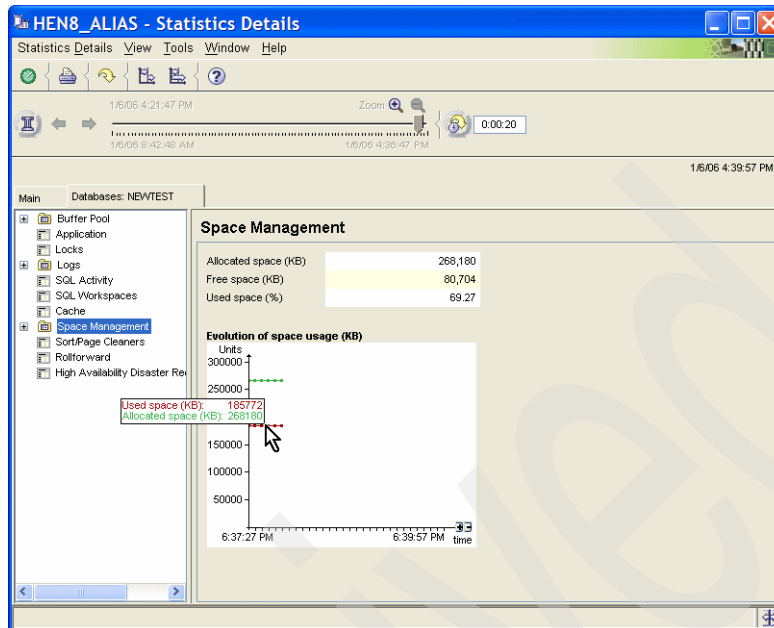 HEN8_ALIAS - Statistics Details
Statistics Details View Tools Window Help
1/6/06 4:21:47 PM
Zoom
0:00:20
1/6/06 8:42:48 AM
1/6/06 4:36:47 PM
1/6/06 4:39:57 PM
Main
Databases: NEWTEST
Buffer Pool
Application
Locks
Logs
SQL Activity
SQL Workspaces
Cache
Space Management
Sort/Page Cleaners
Rollforward
High Availability Disaster Re
Space Management
Allocated space (KB) 268,180
Free space (KB) 80,704
Used space (%) 69.27
Evolution of space usage (KB)
Units
300000
250000
Used space (KB): 185772
Allocated space (KB): 268180
150000
100000
50000
6:37:27 PM
6:39:57 PM
time